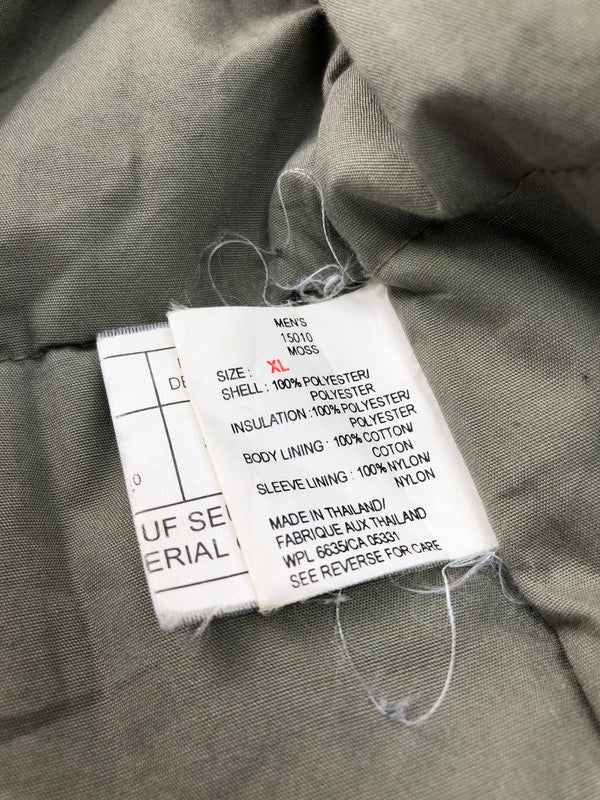 MEN'S
15010
MOSS
SIZE : XL
SHELL : 100% POLYESTER/
POLYESTER
INSULATION : 100% POLYESTER/
POLYESTER
BODY LINING : 100% COTTON/
COTON
SLEEVE LINING : 100% NYLON/
NYLON
MADE IN THAILAND/
FABRIQUE AUX THAILAND
WPL 6635/CA 05331
SEE REVERSE FOR CARE
DE
UF SE
ERIAL